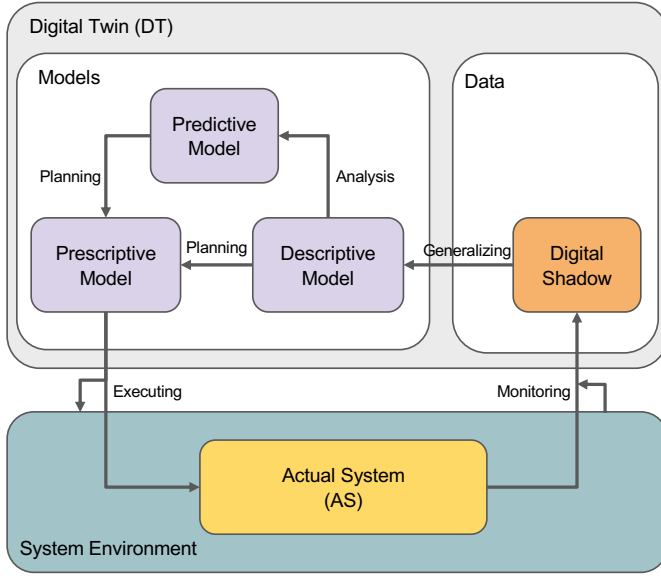 Digital Twin (DT)
Models
Data
Predictive
Model
Planning
Analysis
Prescriptive
Model
Planning
Descriptive
Model
Generalizing
Digital
Shadow
Executing
Monitoring
Actual System
(AS)
System Environment